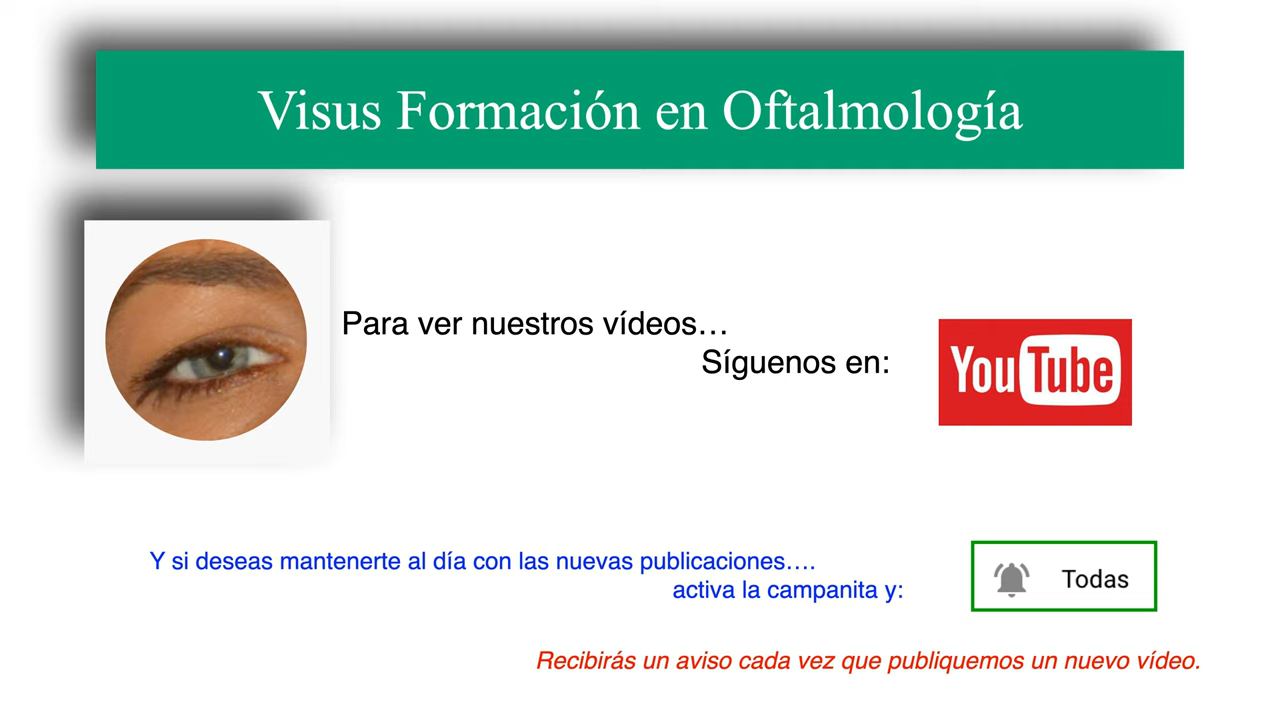 Visus Formación en Oftalmología
Para ver nuestros vídeos…
Síguenos en:
YouTube
Y si deseas mantenerte al día con las nuevas publicaciones….
activa la campanita y:
Todas
Recibirás un aviso cada vez que publiquemos un nuevo vídeo.